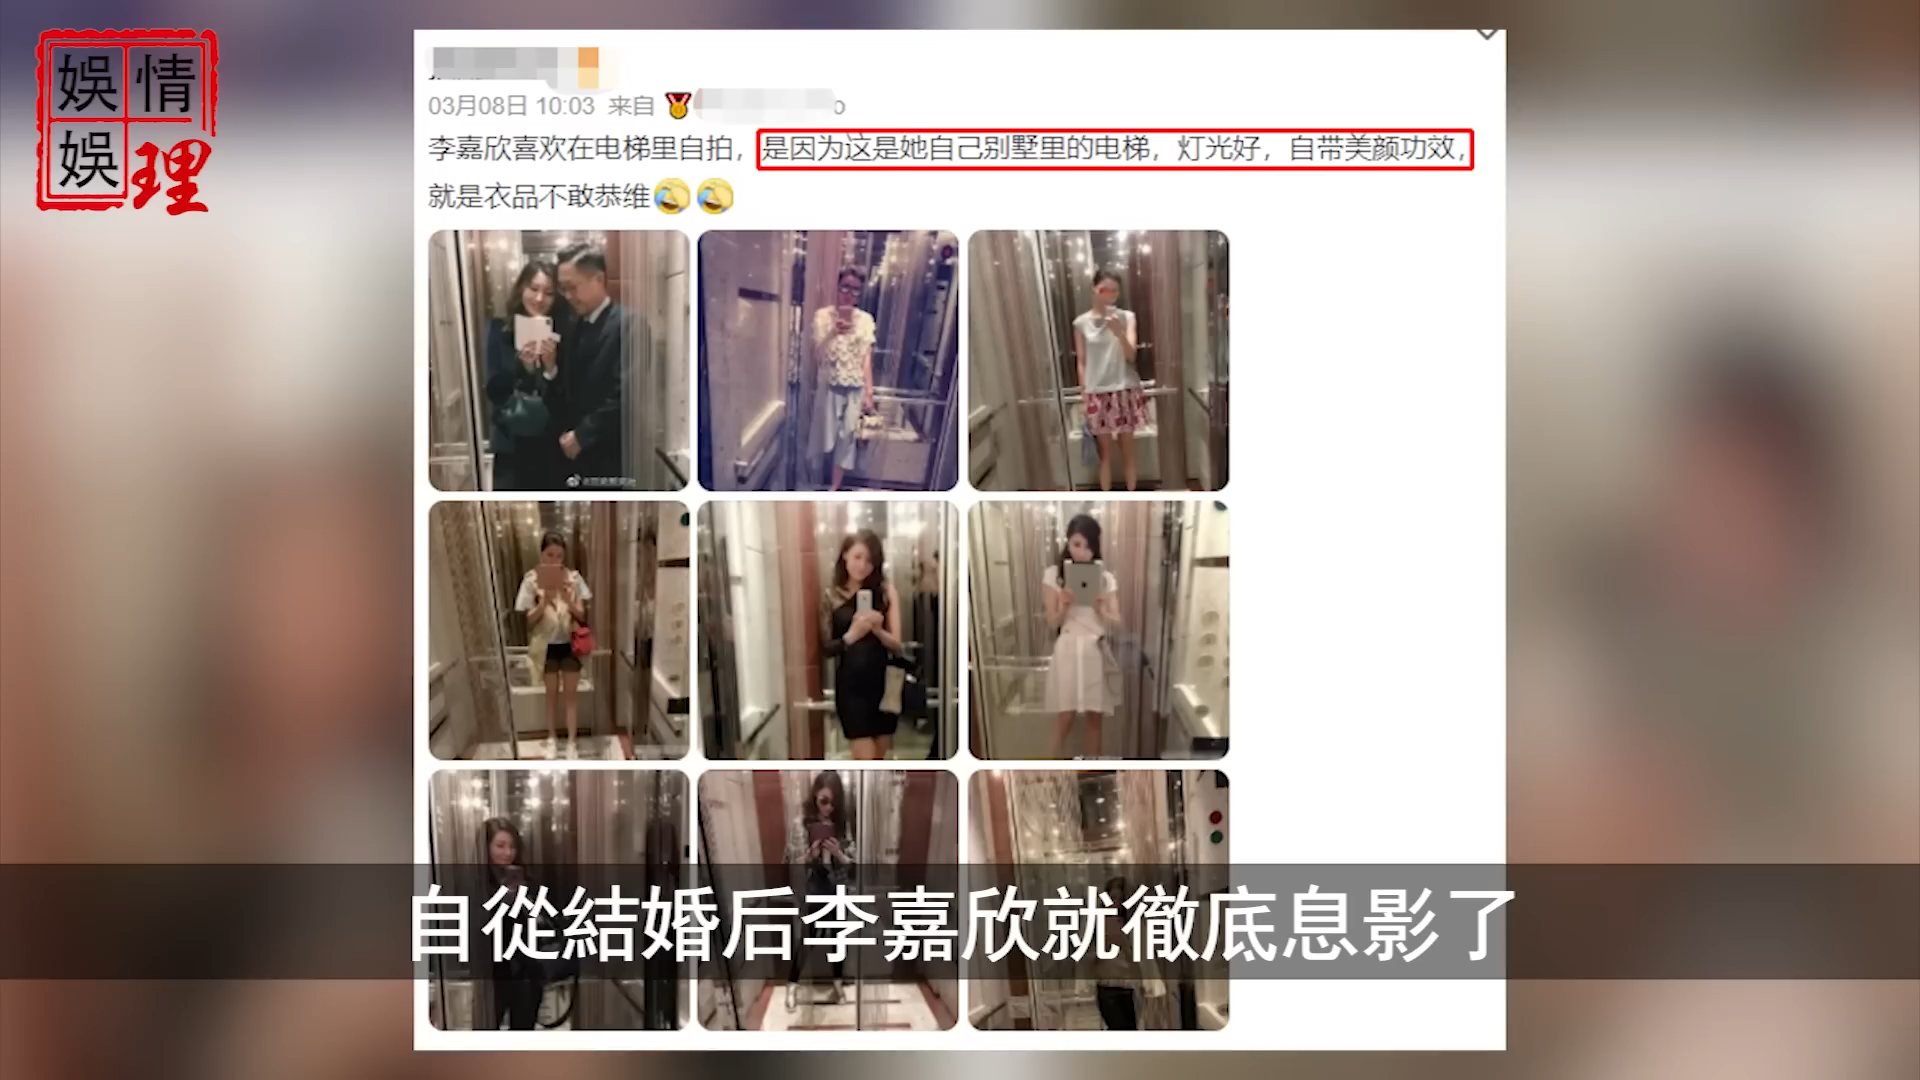 娛情
娛理
03月08日 10:03 来自
李嘉欣喜欢在电梯里自拍，是因为这是她自己别墅里的电梯，灯光好，自带美颜功效，
就是衣品不敢恭维
自從結婚后李嘉欣就徹底息影了